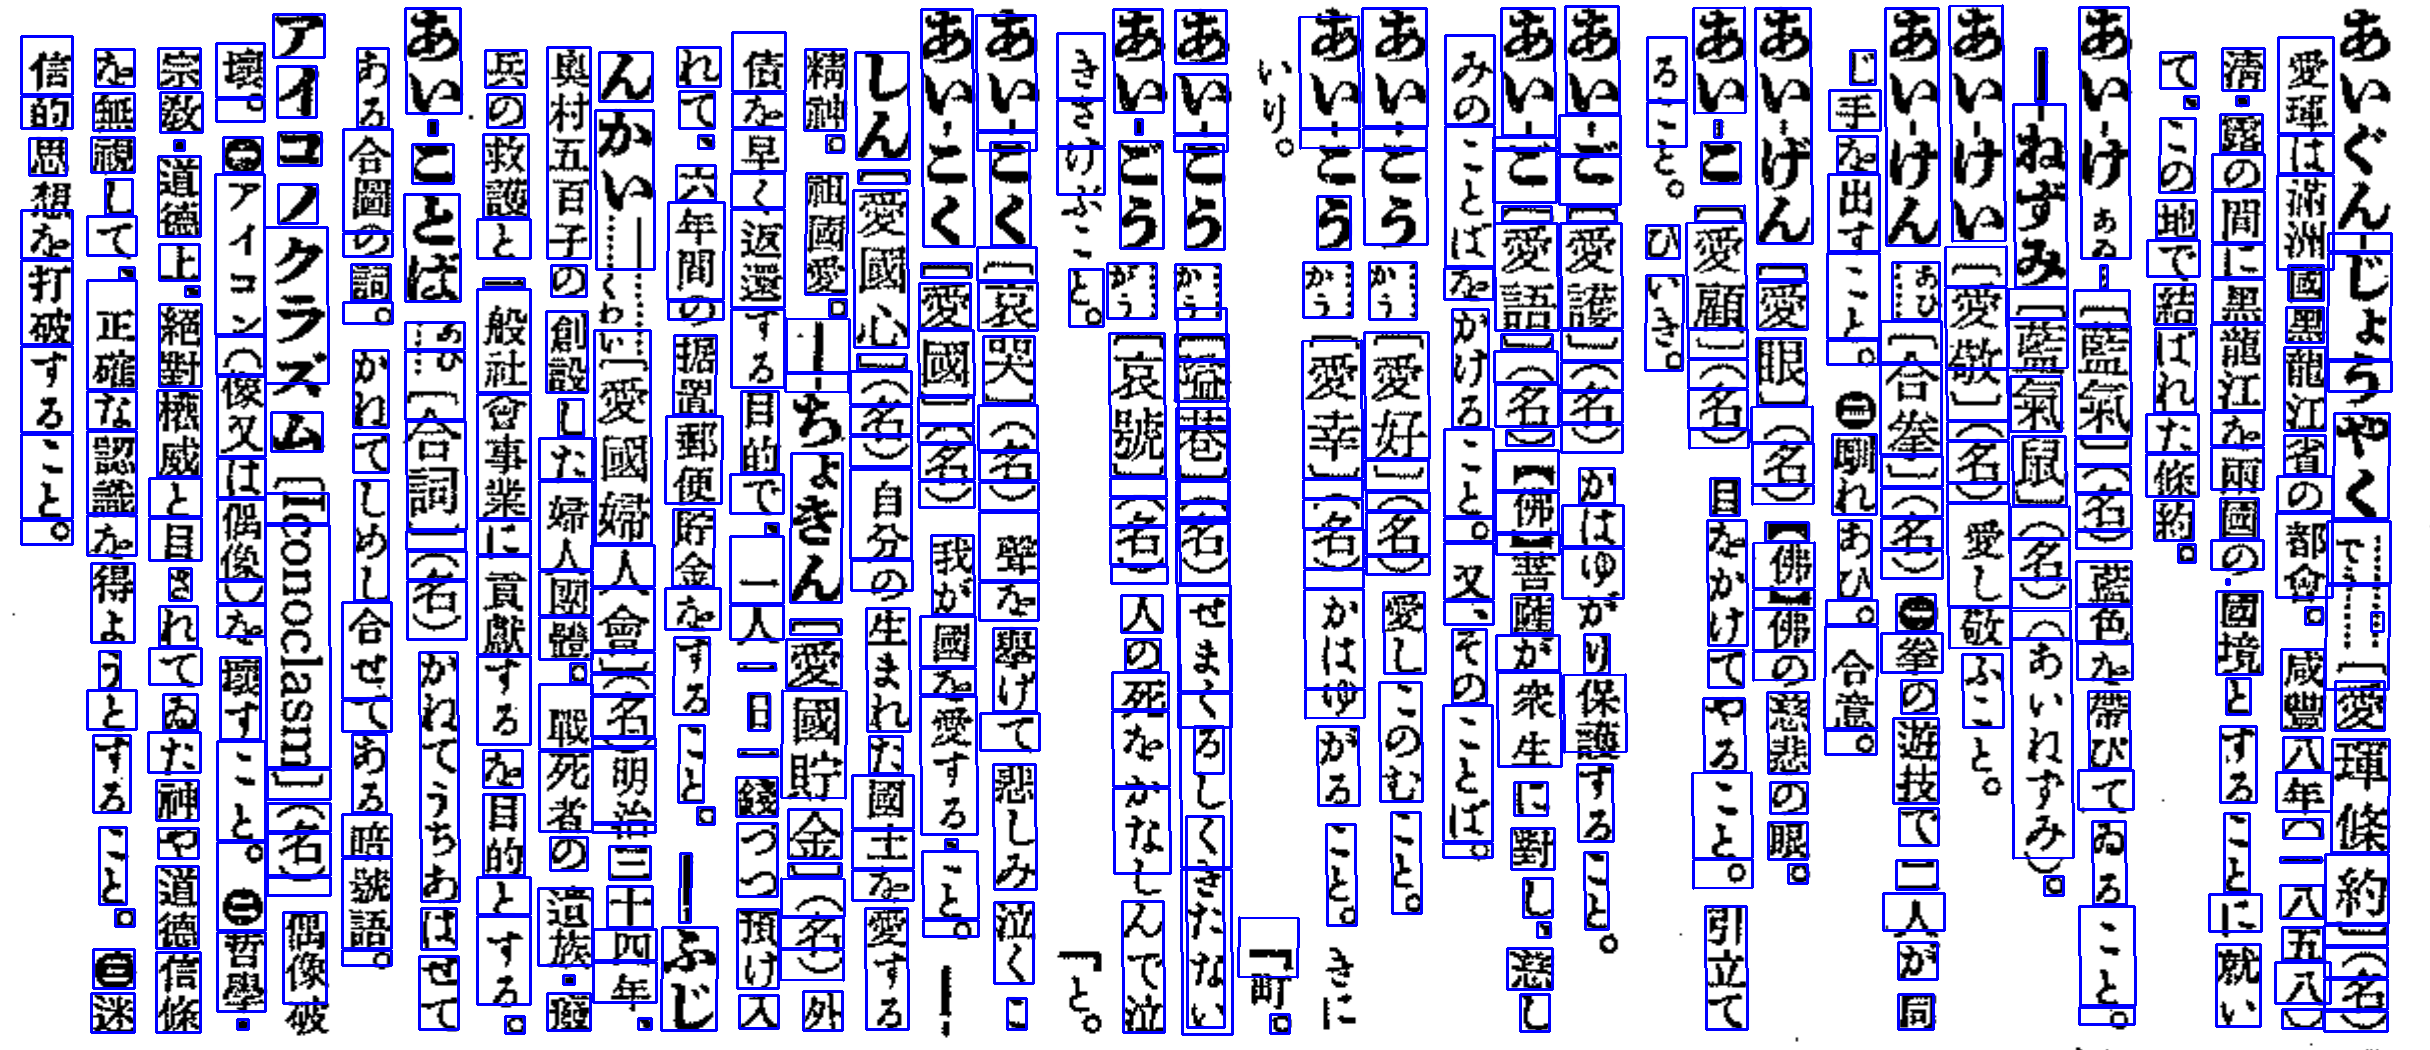 あいぐん-じょうやく でう………〔愛琿條約〕(名)
愛琿は滿洲國黑龍江省の都會。咸豐八年(一八五八)
淸・露の間に黑龍江を兩國の國境とすることに就い
て、この地で結ばれた條約。
あい-け あゐ‥〔藍氣〕(名) 藍色を帶びてゐること。
―ねずみ〔藍氣鼠〕(名) (あいねずみ)。
あい-けい〔愛敬〕(名) 愛し敬ふこと。
あい-けん あひ‥〔合拳〕(名) ㊀拳の遊技で二人が同
じ手を出すこと。㊁馴れあひ。合意。
あい-げん〔愛眼〕(名)【佛】佛の慈悲の眼。
あい-こ〔愛顧〕(名) 目をかけてやること。引立て
ること。ひいき。
あい-ご〔愛護〕(名) かはゆがり保護すること。
あい-ご〔愛語〕(名)【佛】菩薩が衆生に對し、慈し
みのことばをかけること。又、そのことば。
あい-こう ‥かう〔愛好〕(名) 愛しこのむこと。
あい-こう ‥かう〔愛幸〕(名) かはゆがること。きに
いり。 「町。
あい-こう ‥かう〔隘巷〕(名) せまくるしくきたない
あい-ごう ‥がう〔哀號〕(名) 人の死をかなしんで泣
きさけぶこと。 「と。
あい-こく〔哀哭〕(名) 聲を擧げて悲しみ泣くこ
あい-こく〔愛國〕(名) 我が國を愛すること。―-
しん〔愛國心〕(名) 自分の生まれた國土を愛する
精神。祖國愛。―-ちょきん〔愛國貯金〕(名) 外
債を早く返還する目的で、一人一日一錢づつ預け入
れて、六年間の据置郵便貯金をすること。―-ふじ
んかい ―………くわい〔愛國婦人會〕(名)明治三十四年、
奥村五百子の創設した婦人團體。戰死者の遺族・癈
兵の救護と一般社會事業に貢獻するを目的とする。
あい-ことば あひ‥〔合詞〕(名) かねてうちあはせて
ある合圖の詞。かねてしめし合せてある暗號語。
アイコノクラズム〔Iconoclasm〕(名) 偶像破
壞。㊀アイコン(像又は偶像)を壞すこと。㊁哲學・
宗敎・道德上、絕對權威と目されてゐた神や道德信條
を無視して、正確な認識を得ようとすること。㊂迷
信的思想を打破すること。